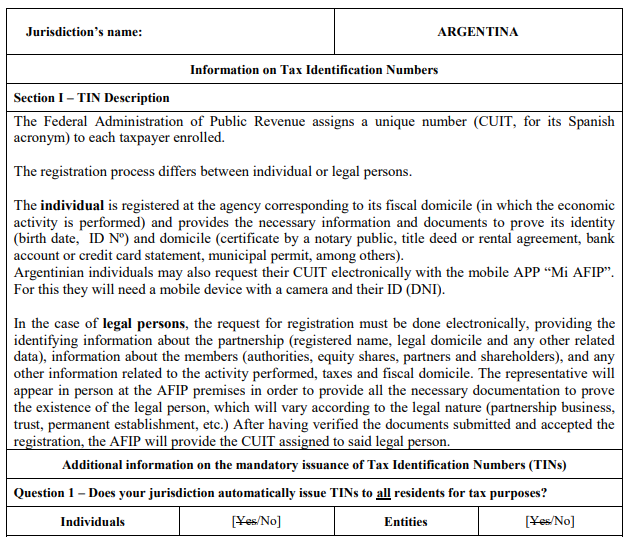 Jurisdiction's name: ARGENTINA
Information on Tax Identification Numbers
Section I – TIN Description
The Federal Administration of Public Revenue assigns a unique number (CUIT, for its Spanish
acronym) to each taxpayer enrolled.
The registration process differs between individual or legal persons.
The individual is registered at the agency corresponding to its fiscal domicile (in which the economic
activity is performed) and provides the necessary information and documents to prove its identity
(birth date, ID Nº) and domicile (certificate by a notary public, title deed or rental agreement, bank
account or credit card statement, municipal permit, among others).
Argentinian individuals may also request their CUIT electronically with the mobile APP "Mi AFIP".
For this they will need a mobile device with a camera and their ID (DNI).
In the case of legal persons, the request for registration must be done electronically, providing the
identifying information about the partnership (registered name, legal domicile and any other related
data), information about the members (authorities, equity shares, partners and shareholders), and any
other information related to the activity performed, taxes and fiscal domicile. The representative will
appear in person at the AFIP premises in order to provide all the necessary documentation to prove
the existence of the legal person, which will vary according to the legal nature (partnership business,
trust, permanent establishment, etc.) After having verified the documents submitted and accepted the
registration, the AFIP will provide the CUIT assigned to said legal person.
Additional information on the mandatory issuance of Tax Identification Numbers (TINs)
Question 1 – Does your jurisdiction automatically issue TINs to all residents for tax purposes?
Individuals [Yes/No] Entities [Yes/No]